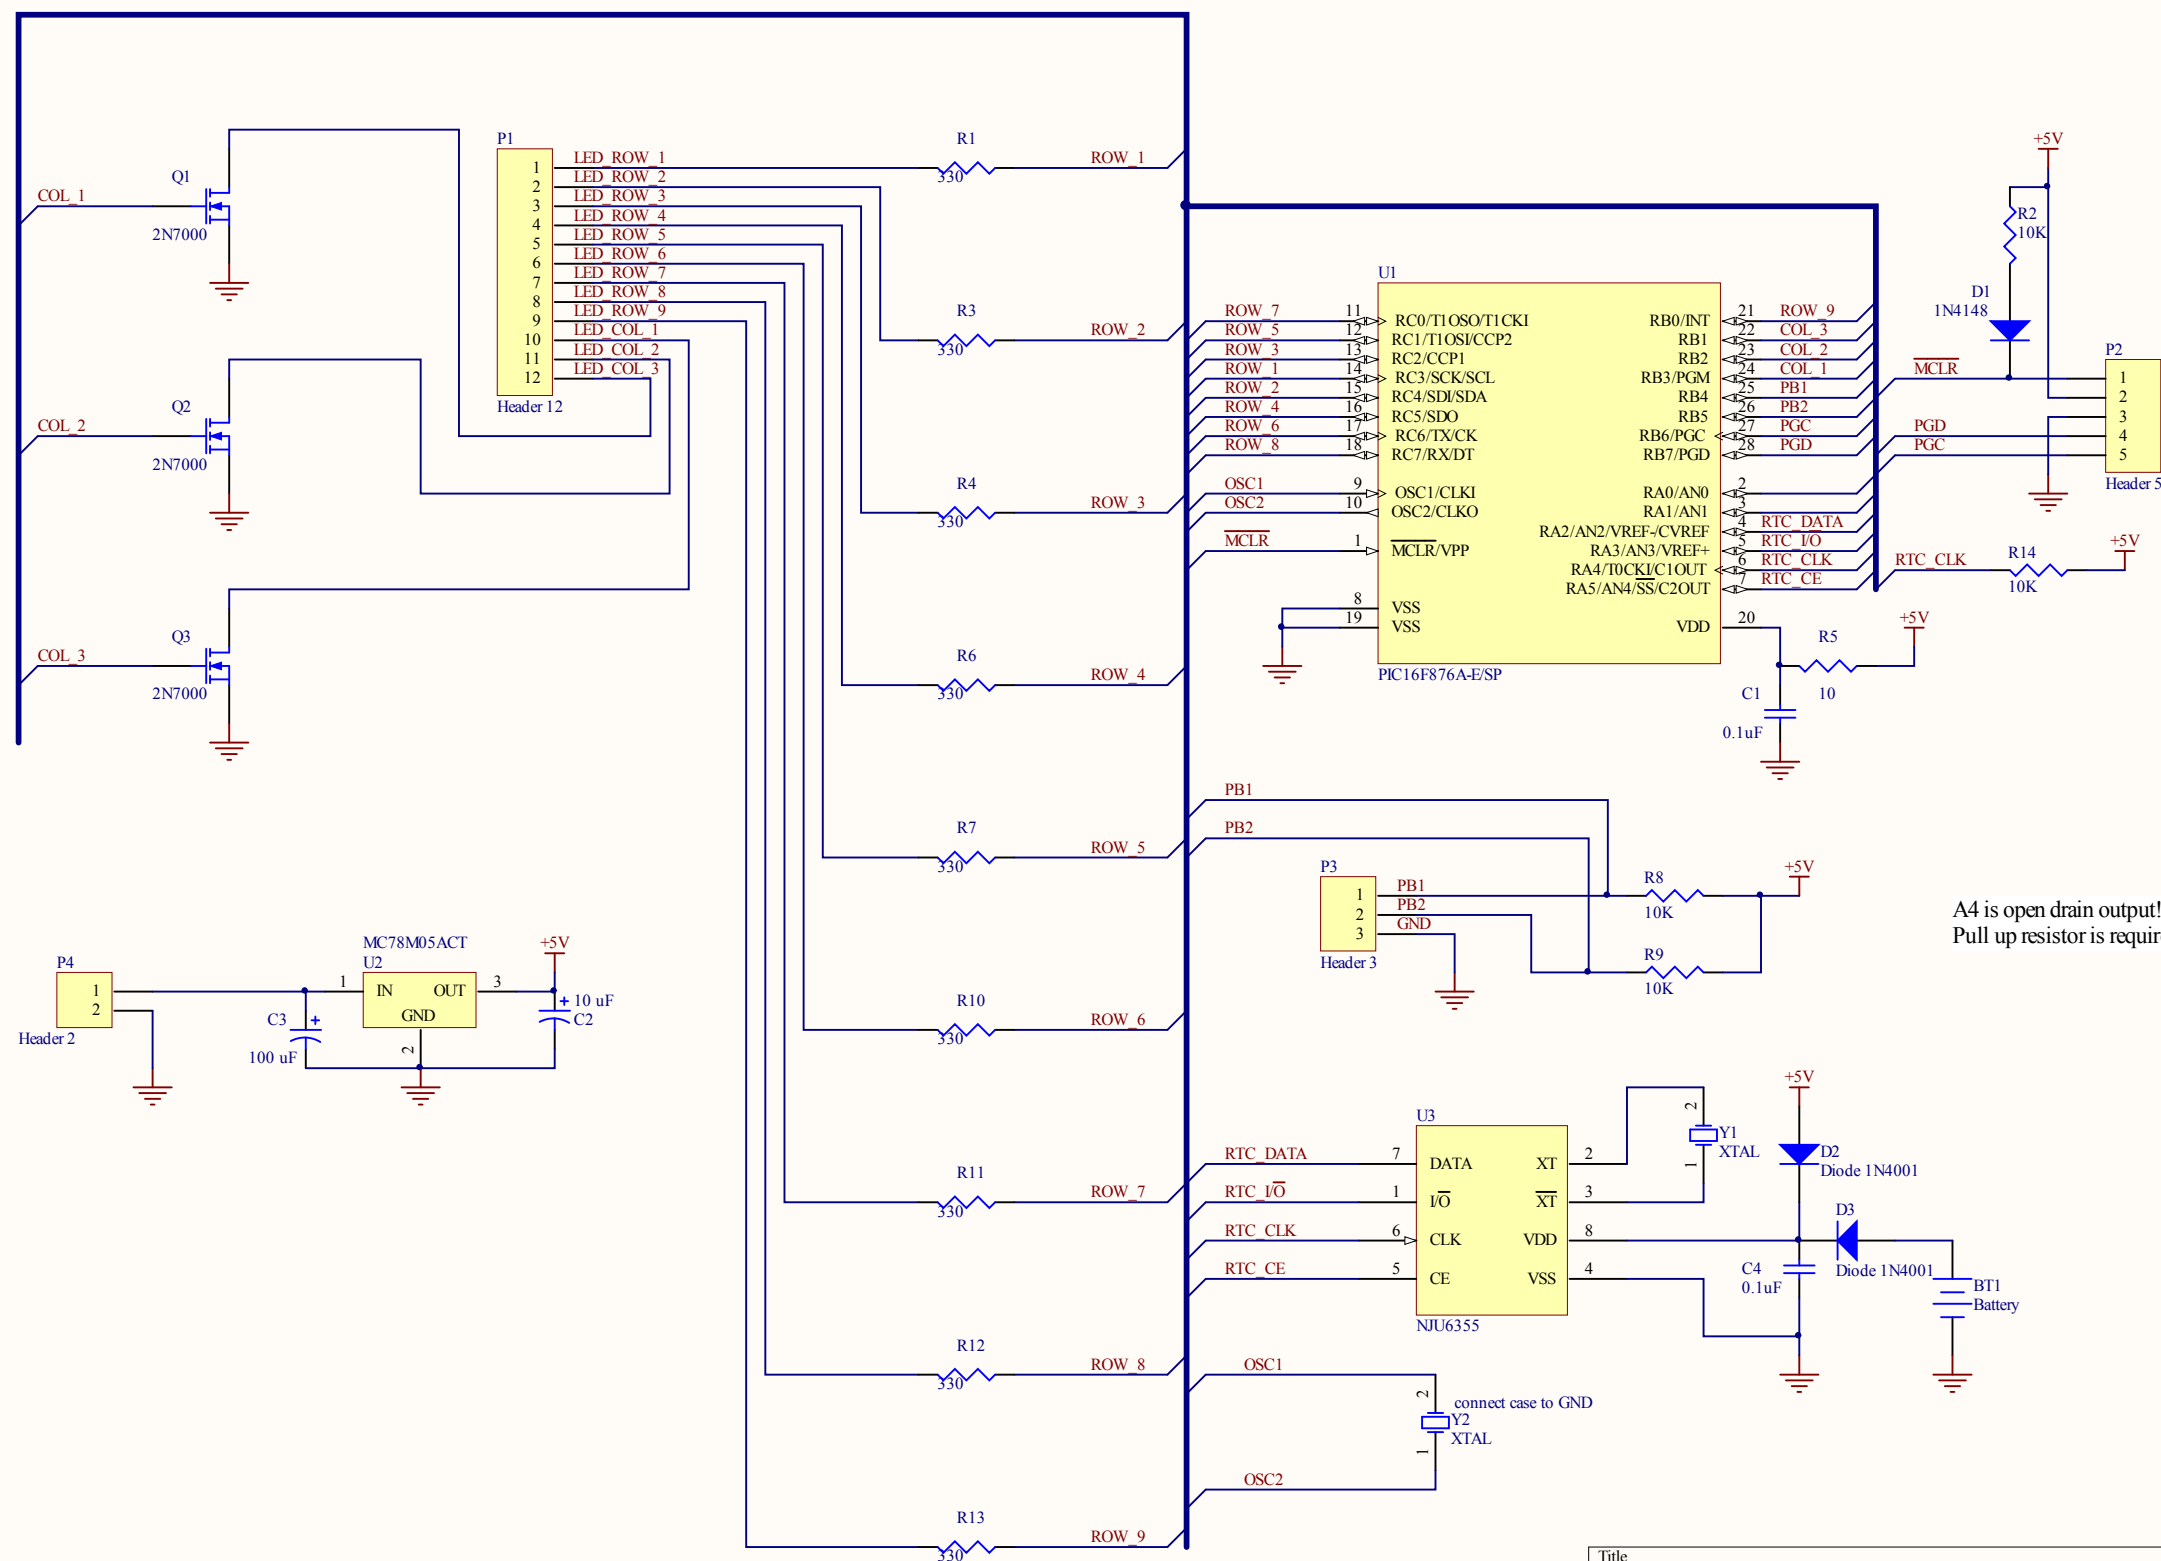 COL_1
Q1
2N7000
COL_2
Q2
2N7000
COL_3
Q3
2N7000
P1
1 LED_ROW_1
2 LED_ROW_2
3 LED_ROW_3
4 LED_ROW_4
5 LED_ROW_5
6 LED_ROW_6
7 LED_ROW_7
8 LED_ROW_8
9 LED_ROW_9
10 LED_COL_1
11 LED_COL_2
12 LED_COL_3
Header 12
R1
330
ROW_1
R3
330
ROW_2
R4
330
ROW_3
R6
330
ROW_4
R7
330
ROW_5
R10
330
ROW_6
R11
330
ROW_7
R12
330
ROW_8
R13
330
ROW_9
U1
ROW_7 11 RC0/T1OSO/T1CKI
ROW_5 12 RC1/T1OSI/CCP2
ROW_3 13 RC2/CCP1
ROW_1 14 RC3/SCK/SCL
ROW_2 15 RC4/SDI/SDA
ROW_4 16 RC5/SDO
ROW_6 17 RC6/TX/CK
ROW_8 18 RC7/RX/DT
OSC1 9 OSC1/CLKI
OSC2 10 OSC2/CLKO
MCLR 1 MCLR/VPP
8 VSS
19 VSS
RB0/INT 21 ROW_9
RB1 22 COL_3
RB2 23 COL_2
RB3/PGM 24 COL_1
RB4 25 PB1
RB5 26 PB2
RB6/PGC 27 PGC
RB7/PGD 28 PGD
RA0/AN0 2
RA1/AN1 3
RA2/AN2/VREF-/CVREF 4 RTC_DATA
RA3/AN3/VREF+ 5 RTC_I/O
RA4/T0CKI/C1OUT 6 RTC_CLK
RA5/AN4/SS/C2OUT 7 RTC_CE
VDD 20
PIC16F876A-E/SP
+5V
R2
10K
D1
1N4148
MCLR
PGD
PGC
P2
1
2
3
4
5
Header 5
RTC_CLK
R14
10K
+5V
+5V
R5
10
C1
0.1uF
PB1
PB2
P3
1 PB1
2 PB2
3 GND
Header 3
R8
10K
R9
10K
+5V
A4 is open drain output!
Pull up resistor is requir
P4
1
2
Header 2
C3
+
100 uF
MC78M05ACT
U2
1 IN OUT 3
GND
2
+5V
+ 10 uF
C2
U3
RTC_DATA 7 DATA
RTC_I/O 1 I/O
RTC_CLK 6 CLK
RTC_CE 5 CE
XT 2
XT 3
VDD 8
VSS 4
NJU6355
2
Y1
XTAL
1
+5V
D2
Diode 1N4001
D3
Diode 1N4001
C4
0.1uF
BT1
Battery
OSC1
2
connect case to GND
Y2
XTAL
1
OSC2
Title